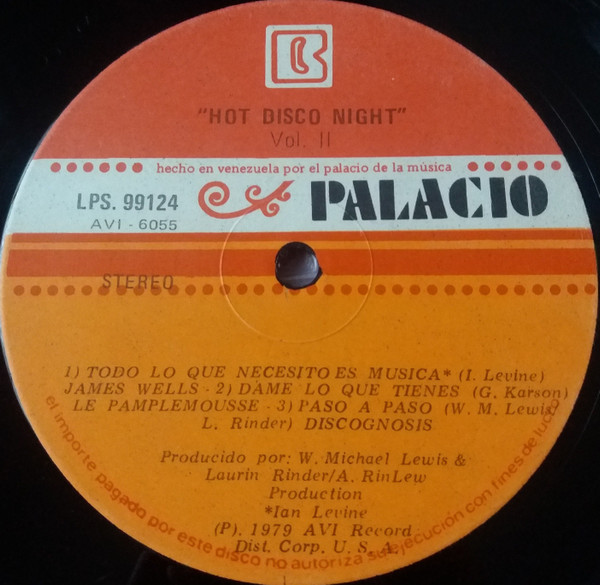 "HOT DISCO NIGHT"
Vol. II
hecho en venezuela por el palacio de la música
LPS. 99124
PALACIO
AVI - 6055
STEREO
1) TODO LO QUE NECESITO ES MUSICA* (I. Levine)
JAMES WELLS - 2) DAME LO QUE TIENES (G. Karson)
LE PAMPLEMOUSSE - 3) PASO A PASO (W. M. Lewis/
L. Rinder) DISCOGNOSIS
Producido por: W. Michael Lewis &
Laurin Rinder/A. RinLew
Production
*Ian Levine
(P). 1979 AVI Record
Dist. Corp. U. S. A.
el importe pagado por este disco no autoriza su ejecución con fines de lucro